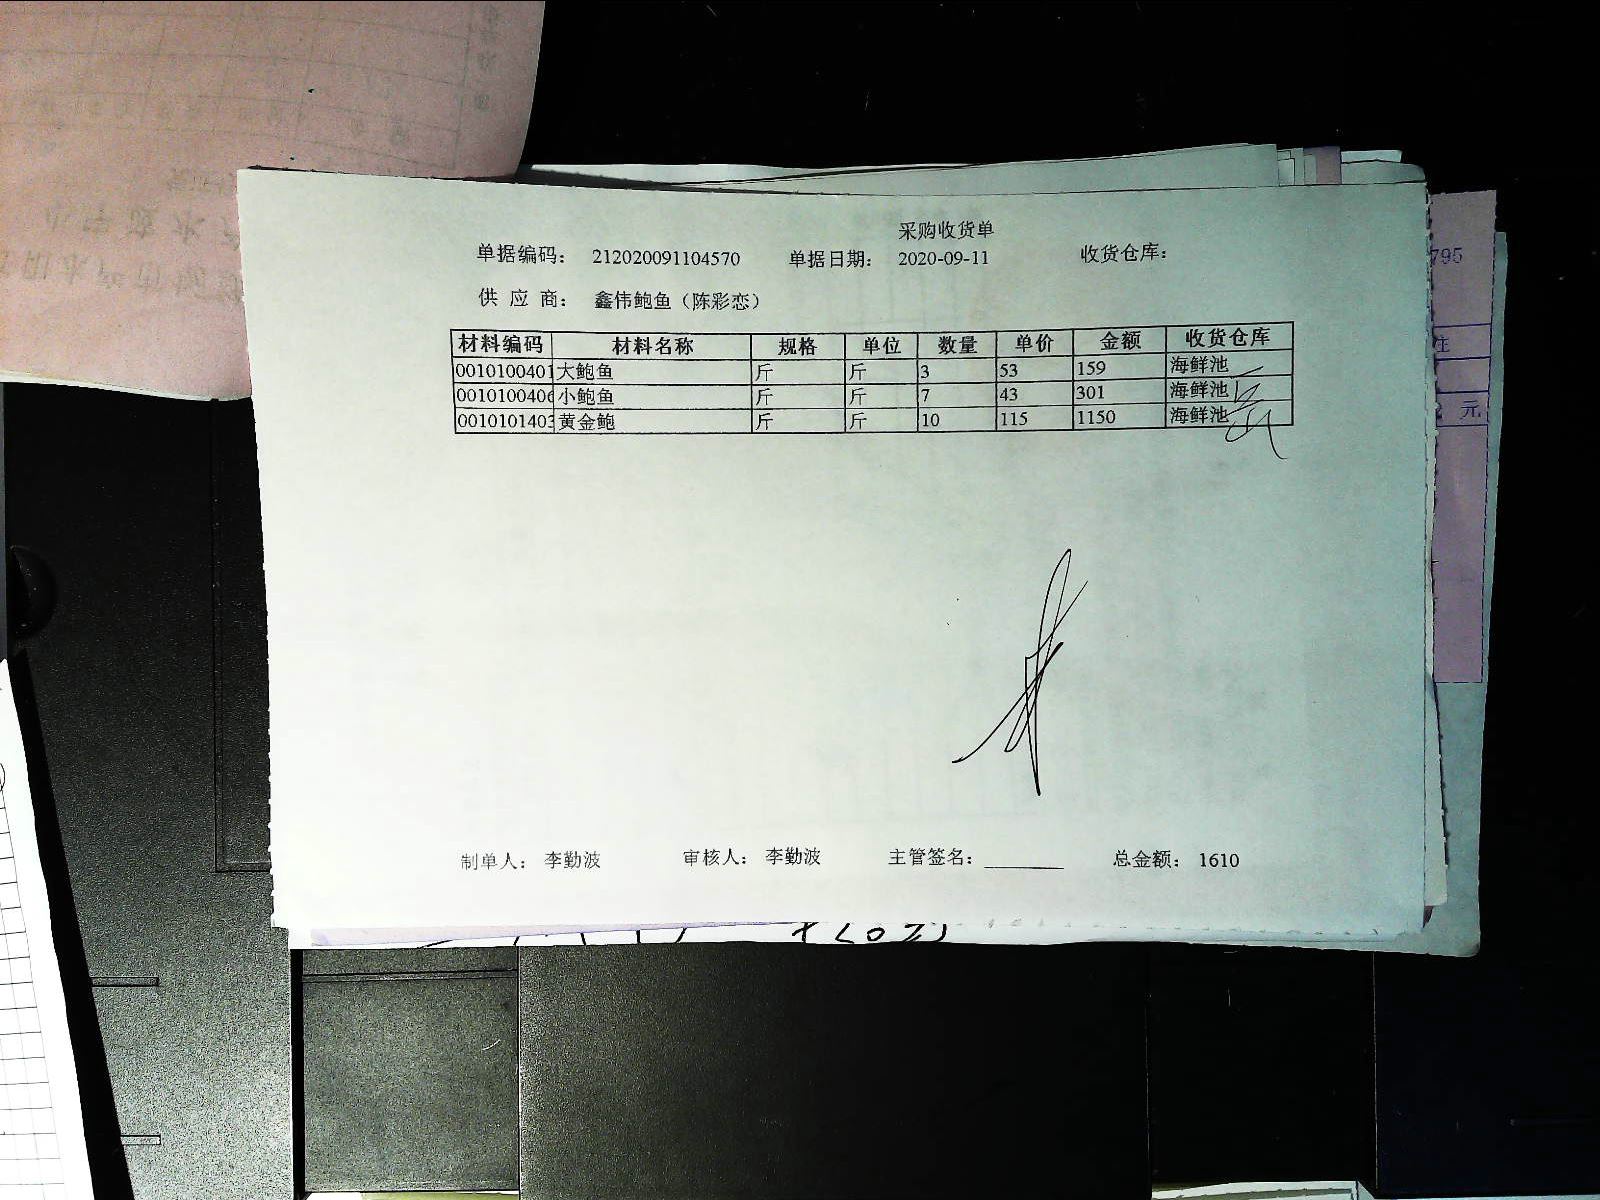 采购收货单
单据编码： 212020091104570 单据日期： 2020-09-11 收货仓库：
供 应 商： 鑫伟鲍鱼（陈彩恋）
材料编码 材料名称 规格 单位 数量 单价 金额 收货仓库
0010100401 大鲍鱼 斤 斤 3 53 159 海鲜池
0010100406 小鲍鱼 斤 斤 7 43 301 海鲜池
0010101403 黄金鲍 斤 斤 10 115 1150 海鲜池
制单人： 李勤波 审核人： 李勤波 主管签名： 总金额： 1610
795
元